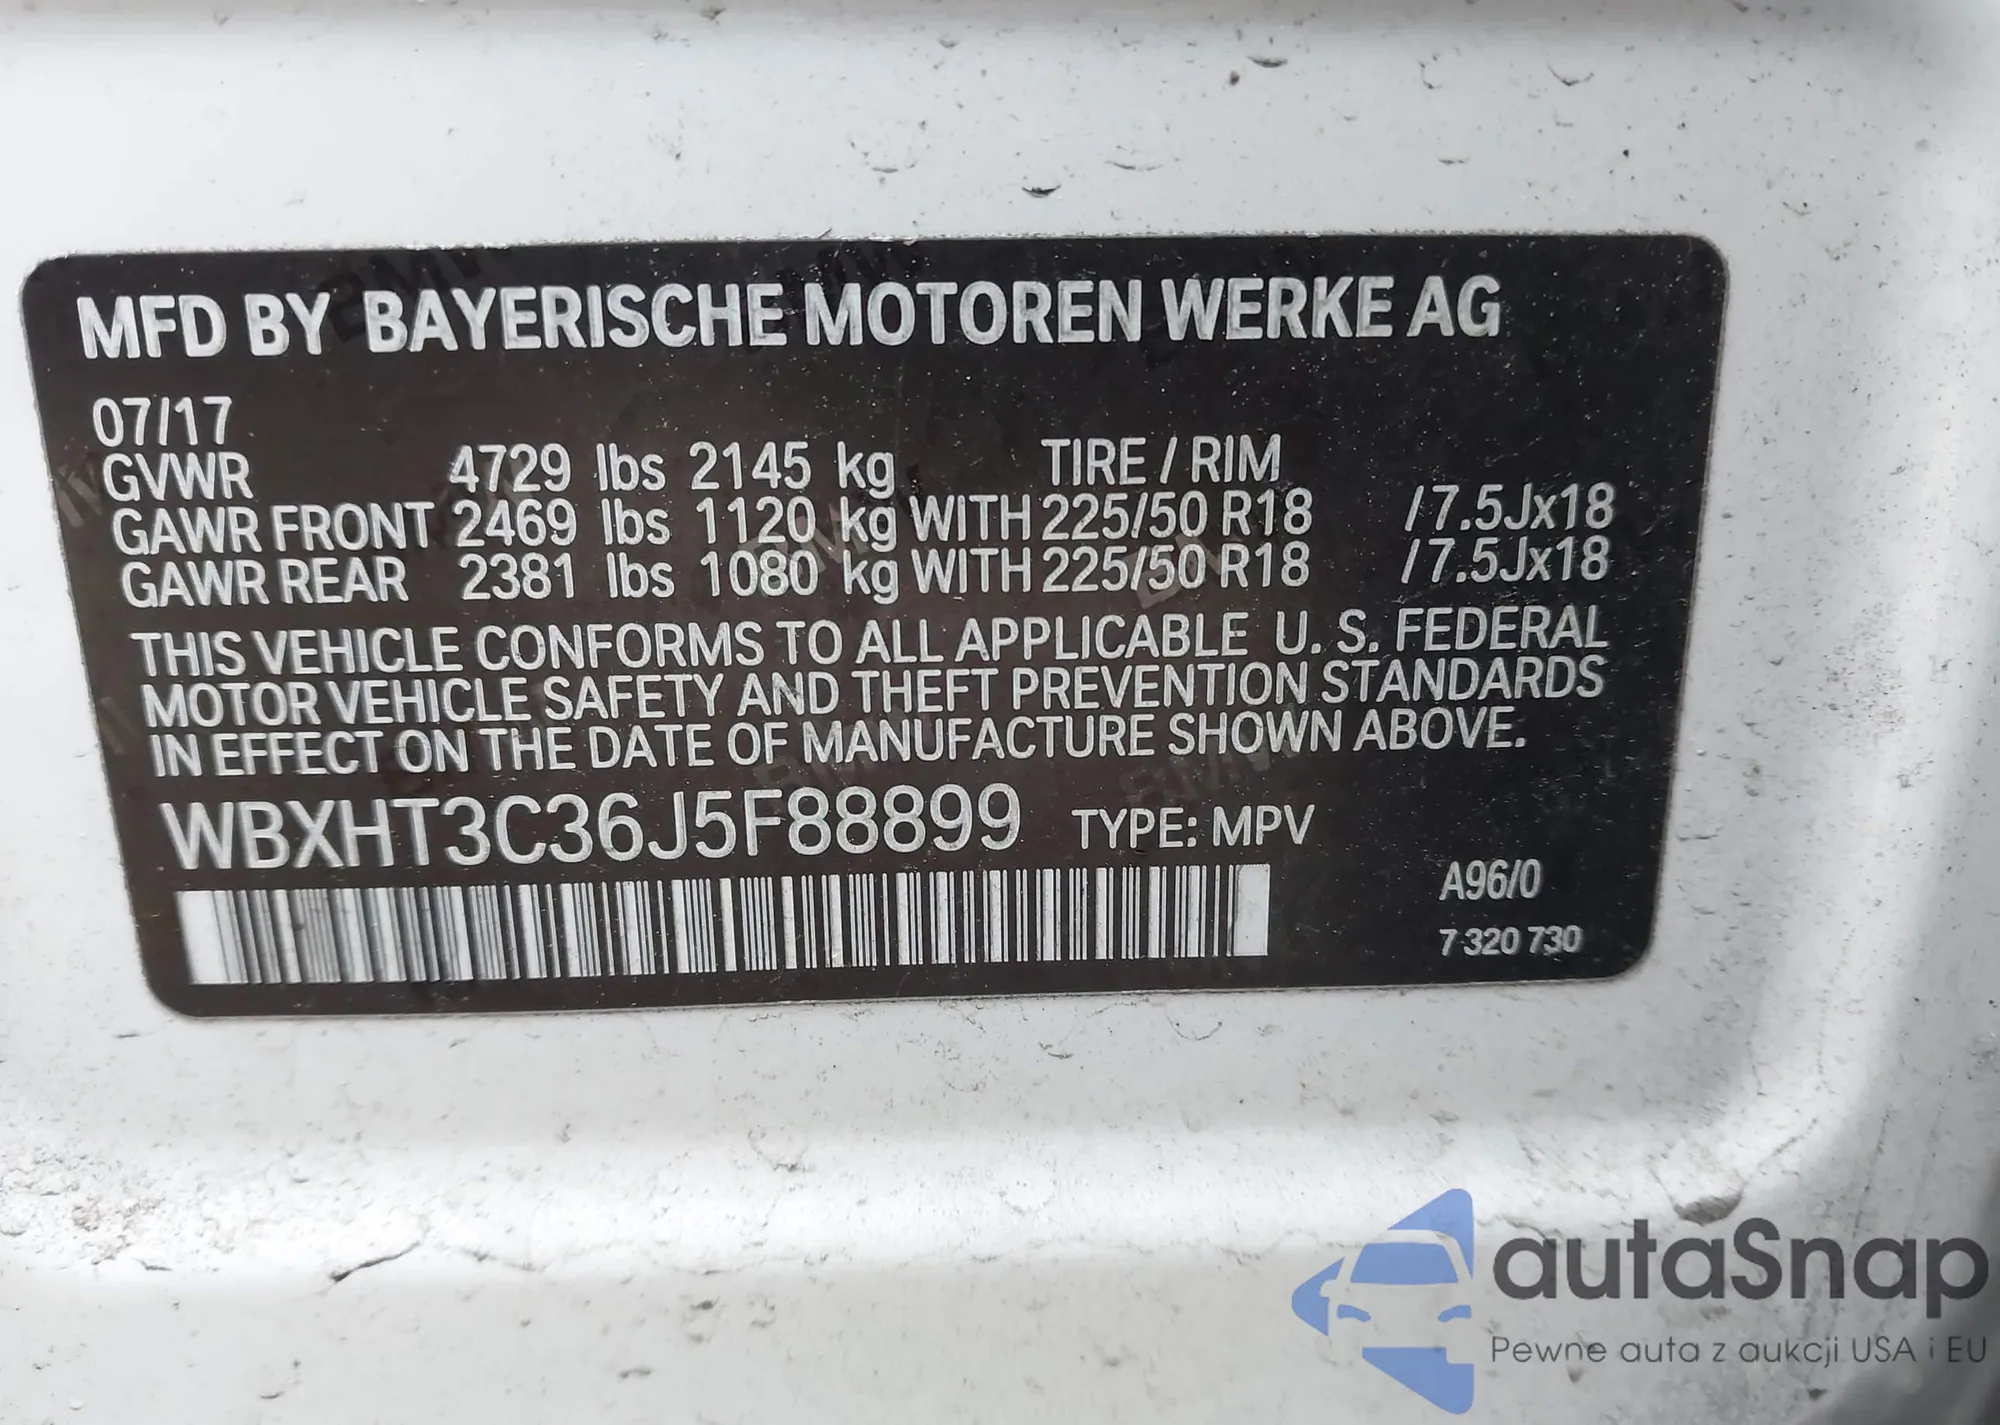 MFD BY BAYERISCHE MOTOREN WERKE AG
07/17
GVWR 4729 lbs 2145 kg TIRE / RIM
GAWR FRONT 2469 lbs 1120 kg WITH 225/50 R18 /7.5Jx18
GAWR REAR 2381 lbs 1080 kg WITH 225/50 R18 /7.5Jx18
THIS VEHICLE CONFORMS TO ALL APPLICABLE U. S. FEDERAL
MOTOR VEHICLE SAFETY AND THEFT PREVENTION STANDARDS
IN EFFECT ON THE DATE OF MANUFACTURE SHOWN ABOVE.
WBXHT3C36J5F88899 TYPE: MPV
A96/0
7 320 730
autaSnap
Pewne auta z aukcji USA i EU